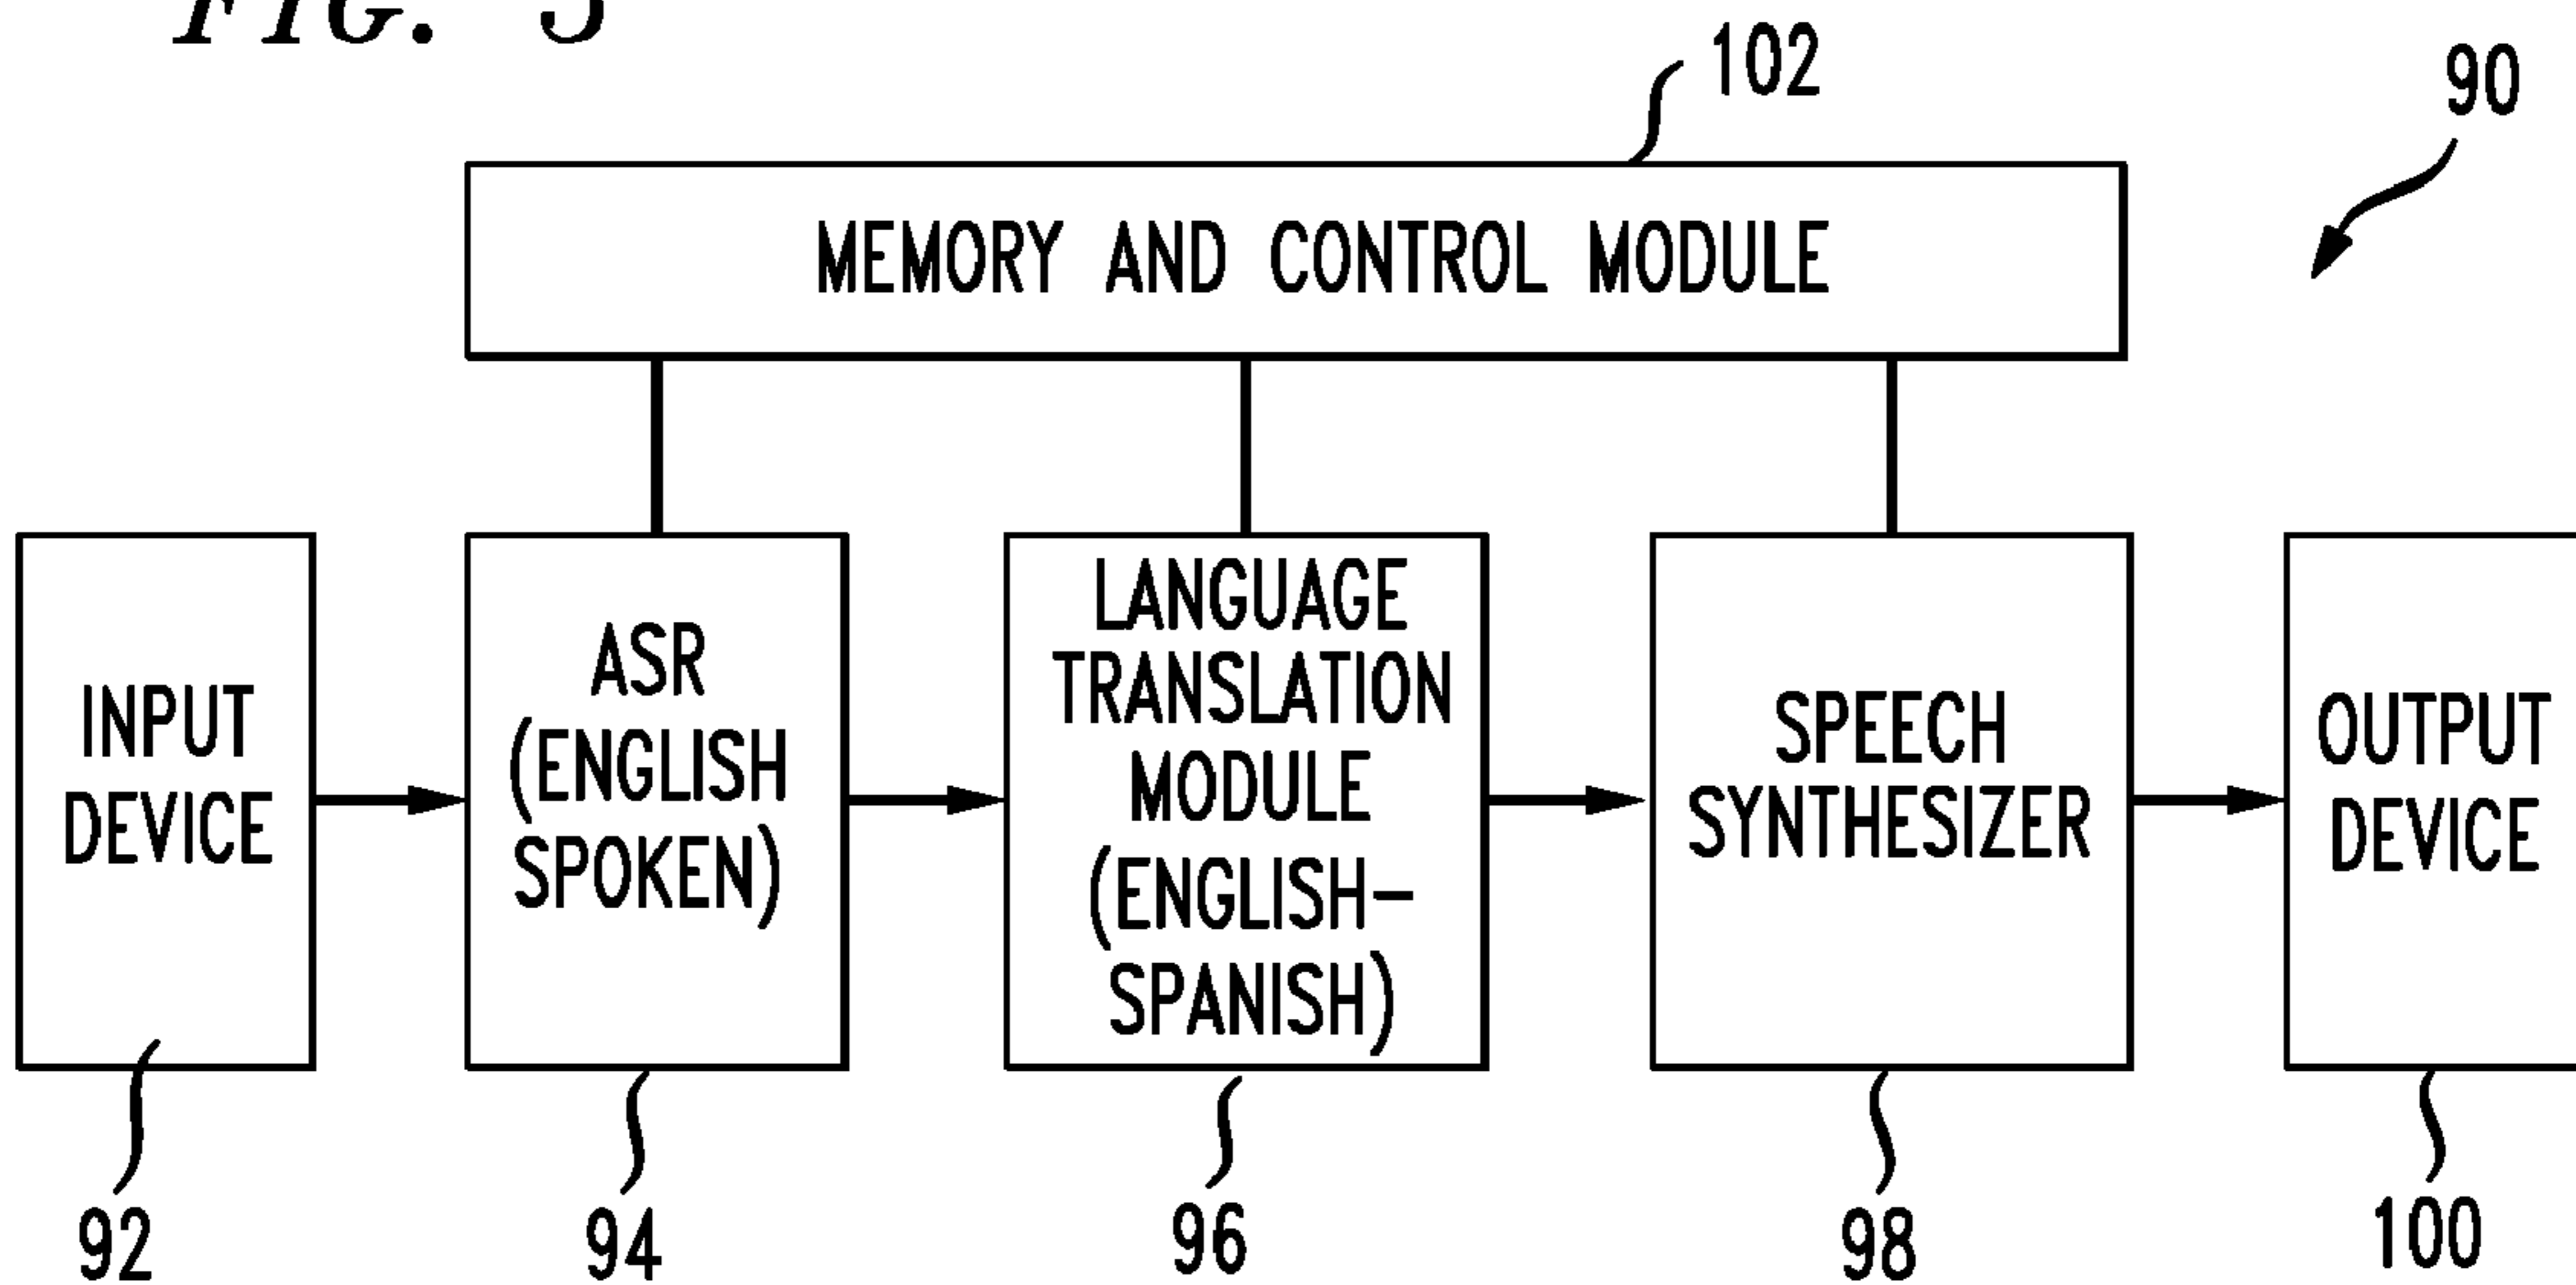 FIG.
102
90
MEMORY AND CONTROL MODULE
INPUT
DEVICE
ASR
(ENGLISH
SPOKEN)
LANGUAGE
TRANSLATION
MODULE
(ENGLISH-
SPANISH)
SPEECH
SYNTHESIZER
OUTPUT
DEVICE
92
94
96
98
100